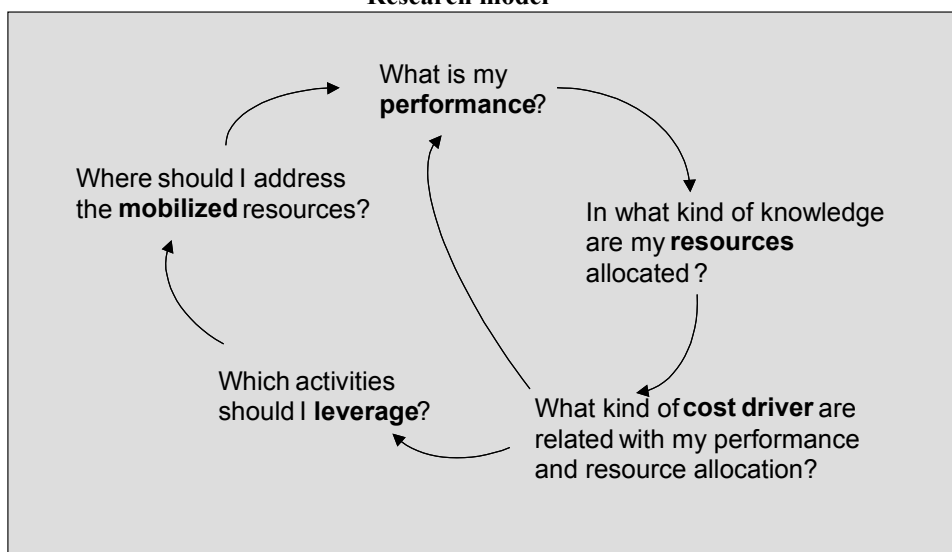 Research model
What is my
performance?
Where should I address
the mobilized resources?
In what kind of knowledge
are my resources
allocated ?
Which activities
should I leverage?
What kind of cost driver are
related with my performance
and resource allocation?